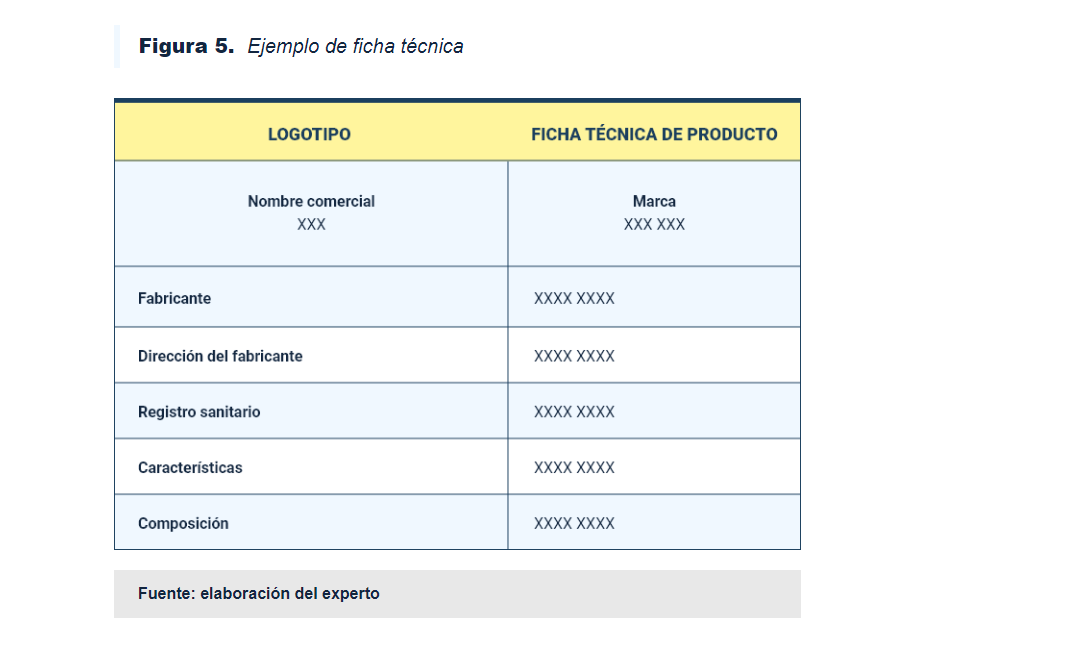 Figura 5. Ejemplo de ficha técnica
LOGOTIPO FICHA TÉCNICA DE PRODUCTO
Nombre comercial Marca
XXX XXX XXX
Fabricante XXXX XXXX
Dirección del fabricante XXXX XXXX
Registro sanitario XXXX XXXX
Características XXXX XXXX
Composición XXXX XXXX
Fuente: elaboración del experto